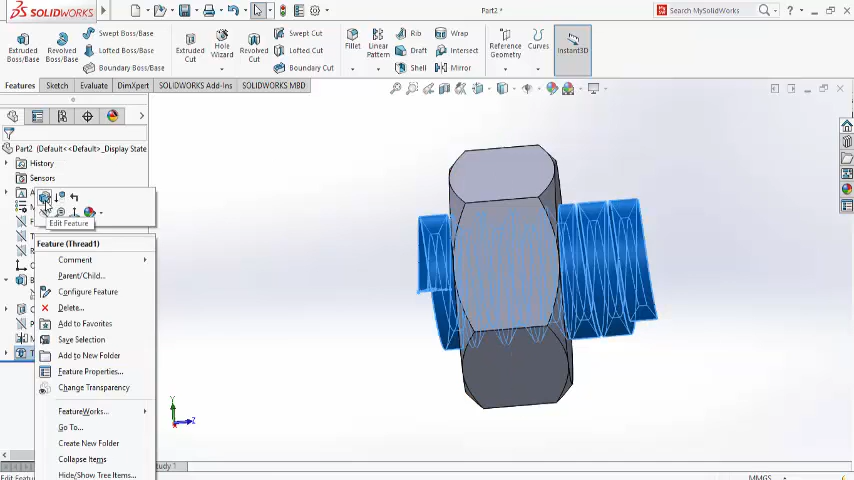 SOLIDWORKS
Part2 *
Search MySolidWorks
Extruded Boss/Base
Revolved Boss/Base
Swept Boss/Base
Lofted Boss/Base
Boundary Boss/Base
Extruded Cut
Hole Wizard
Revolved Cut
Swept Cut
Lofted Cut
Boundary Cut
Fillet
Linear Pattern
Rib
Draft
Shell
Wrap
Intersect
Mirror
Reference Geometry
Curves
Instant3D
Features
Sketch
Evaluate
DimXpert
SOLIDWORKS Add-Ins
SOLIDWORKS MBD
Part2 (Default<<Default>_Display State
History
Sensors
Edit Feature
Feature (Thread1)
Comment
Parent/Child...
Configure Feature
Delete...
Add to Favorites
Save Selection
Add to New Folder
Feature Properties...
Change Transparency
FeatureWorks...
Go To...
Create New Folder
Collapse Items
Hide/Show Tree Items...
Y
Z
tudy 1
Edit Featu
MMGS